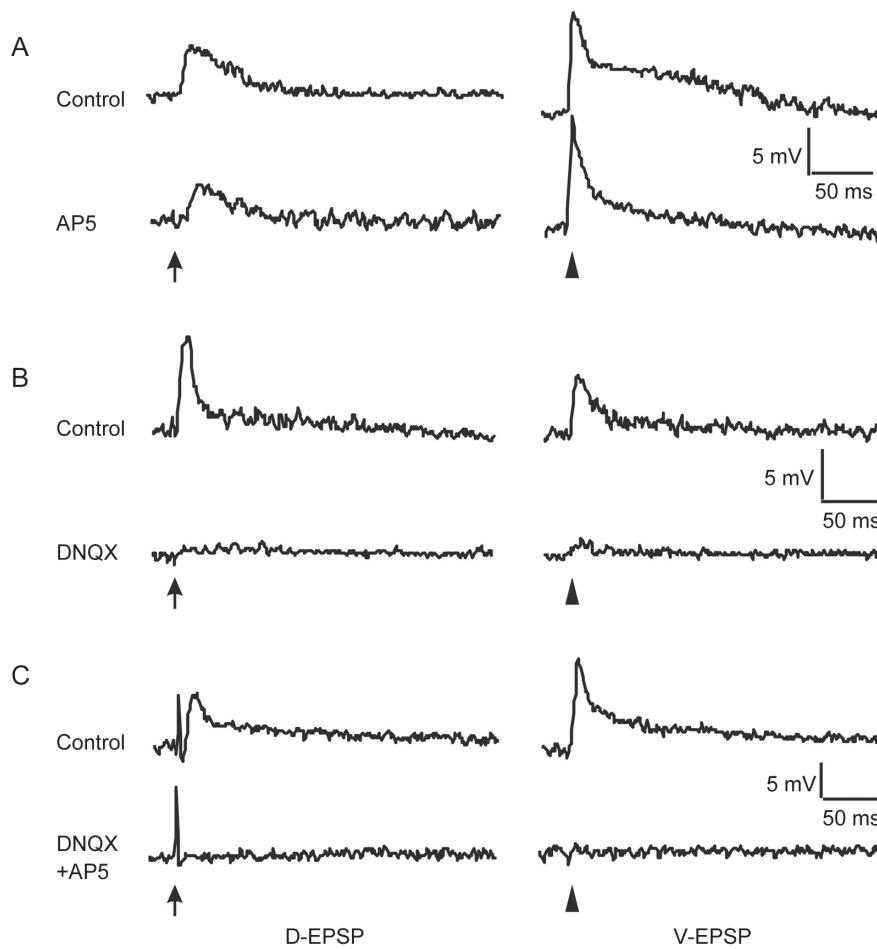 A
Control
5 mV
50 ms
AP5
B
Control
5 mV
50 ms
DNQX
C
Control
5 mV
50 ms
DNQX
+AP5
D-EPSP
V-EPSP